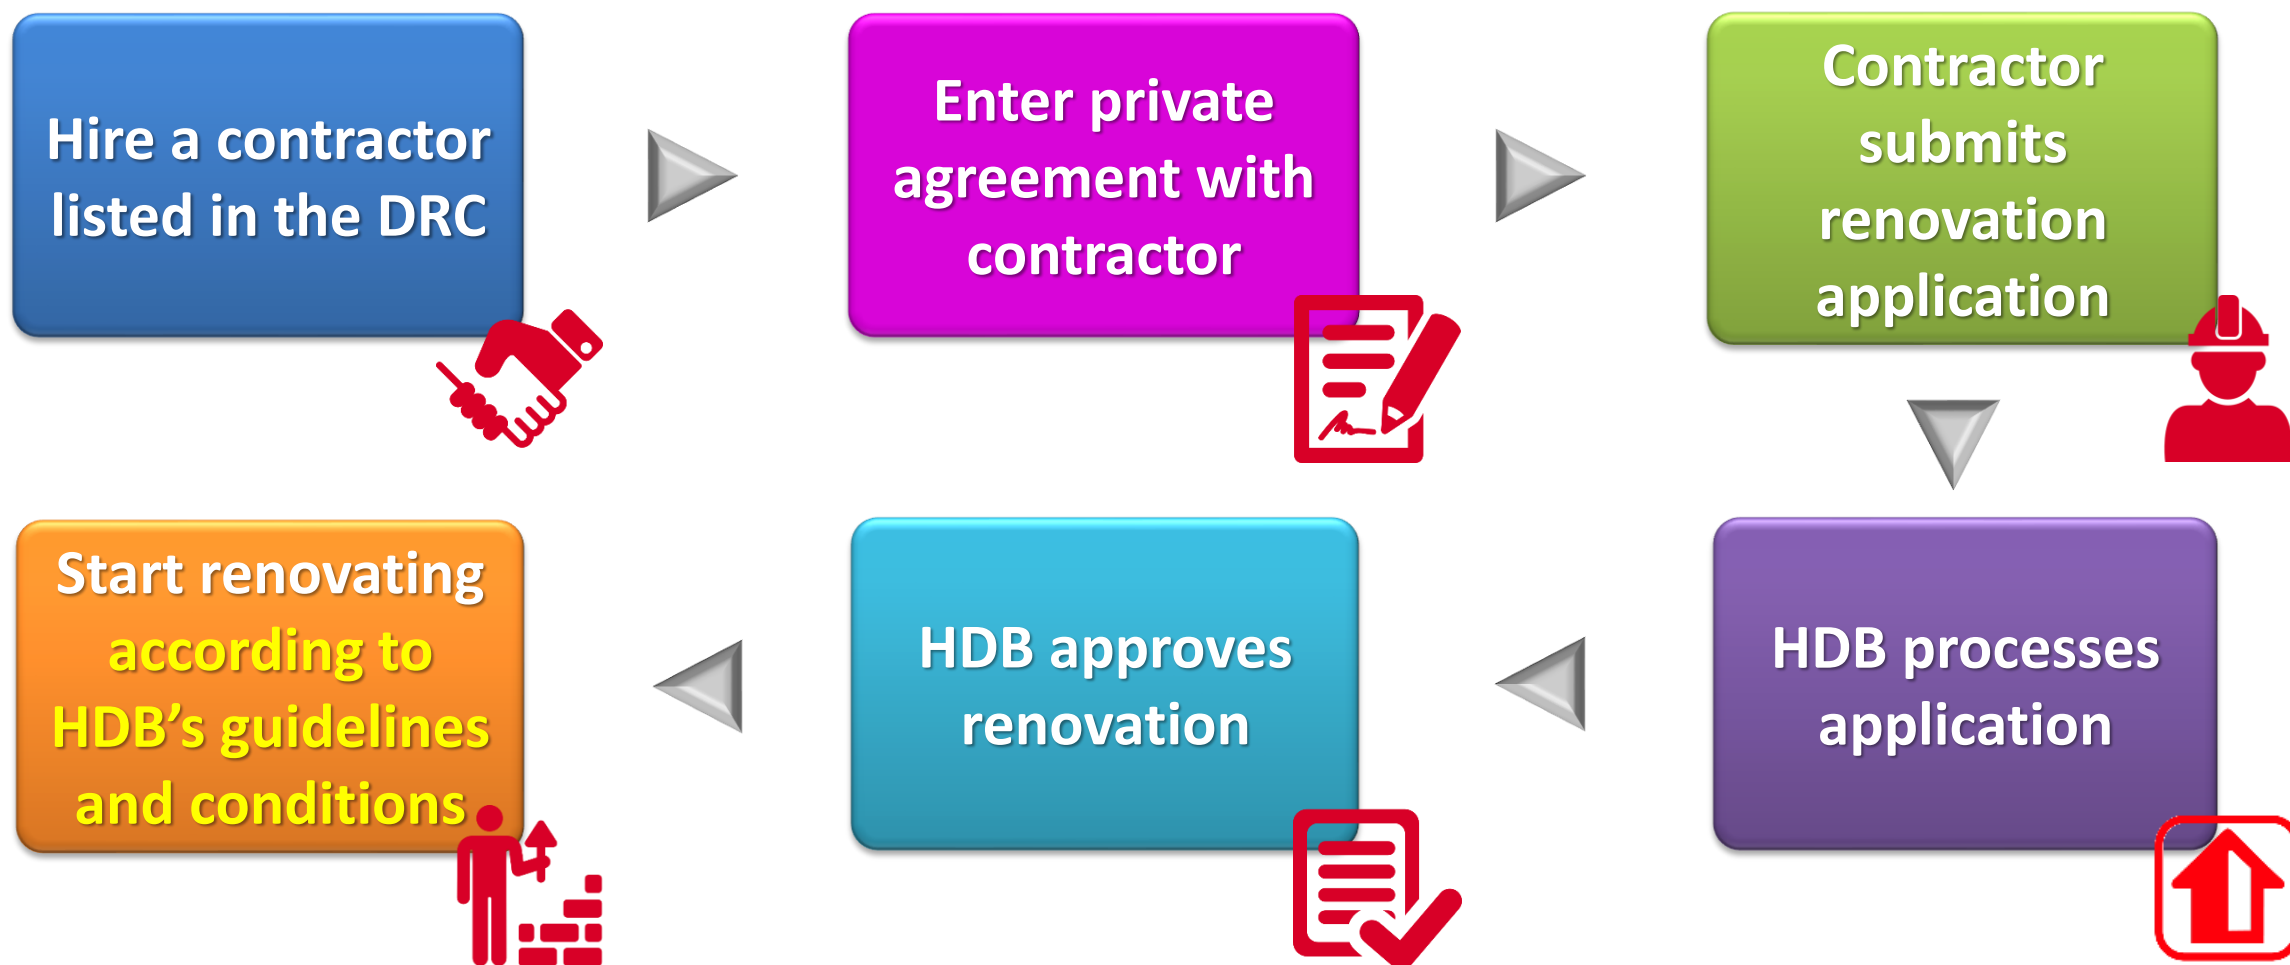 Hire a contractor
listed in the DRC
Enter private
agreement with
contractor
Contractor
submits
renovation
application
HDB processes
application
HDB approves
renovation
Start renovating
according to
HDB’s guidelines
and conditions